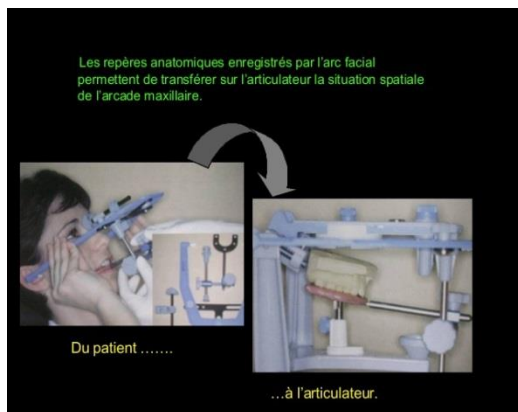 Les repères anatomiques enregistrés par l'arc facial
permettent de transférer sur l'articulateur la situation spatiale
de l'arcade maxillaire.
Du patient …….
…à l'articulateur.